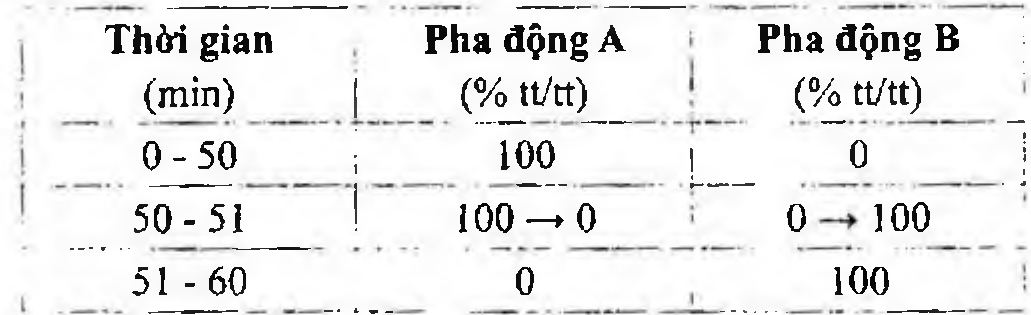 Thời gian Pha động A Pha động B
(min) (% tt/tt) (% tt/tt)
0 - 50 100 0
50 - 51 100 → 0 0 → 100
51 - 60 0 100